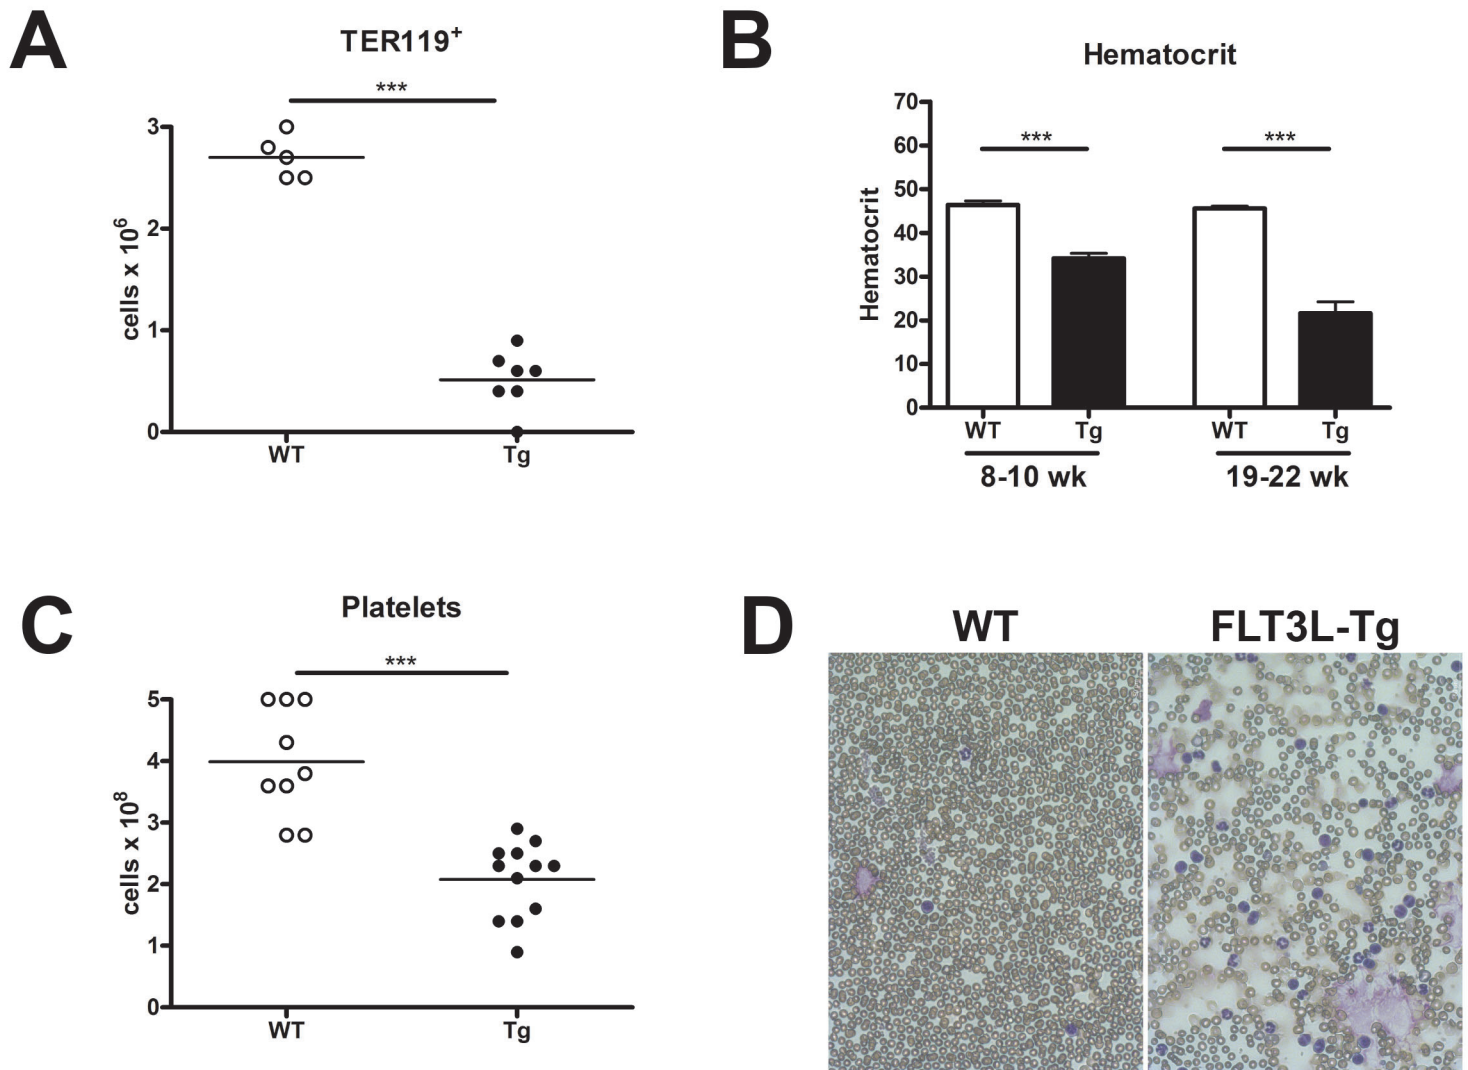 A
TER119+
***
3
2
1
0
cells x 10^6
WT Tg
B
Hematocrit
*** ***
70
60
50
40
30
20
10
0
Hematocrit
WT Tg WT Tg
8-10 wk 19-22 wk
C
Platelets
***
5
4
3
2
1
0
cells x 10^8
WT Tg
D
WT FLT3L-Tg